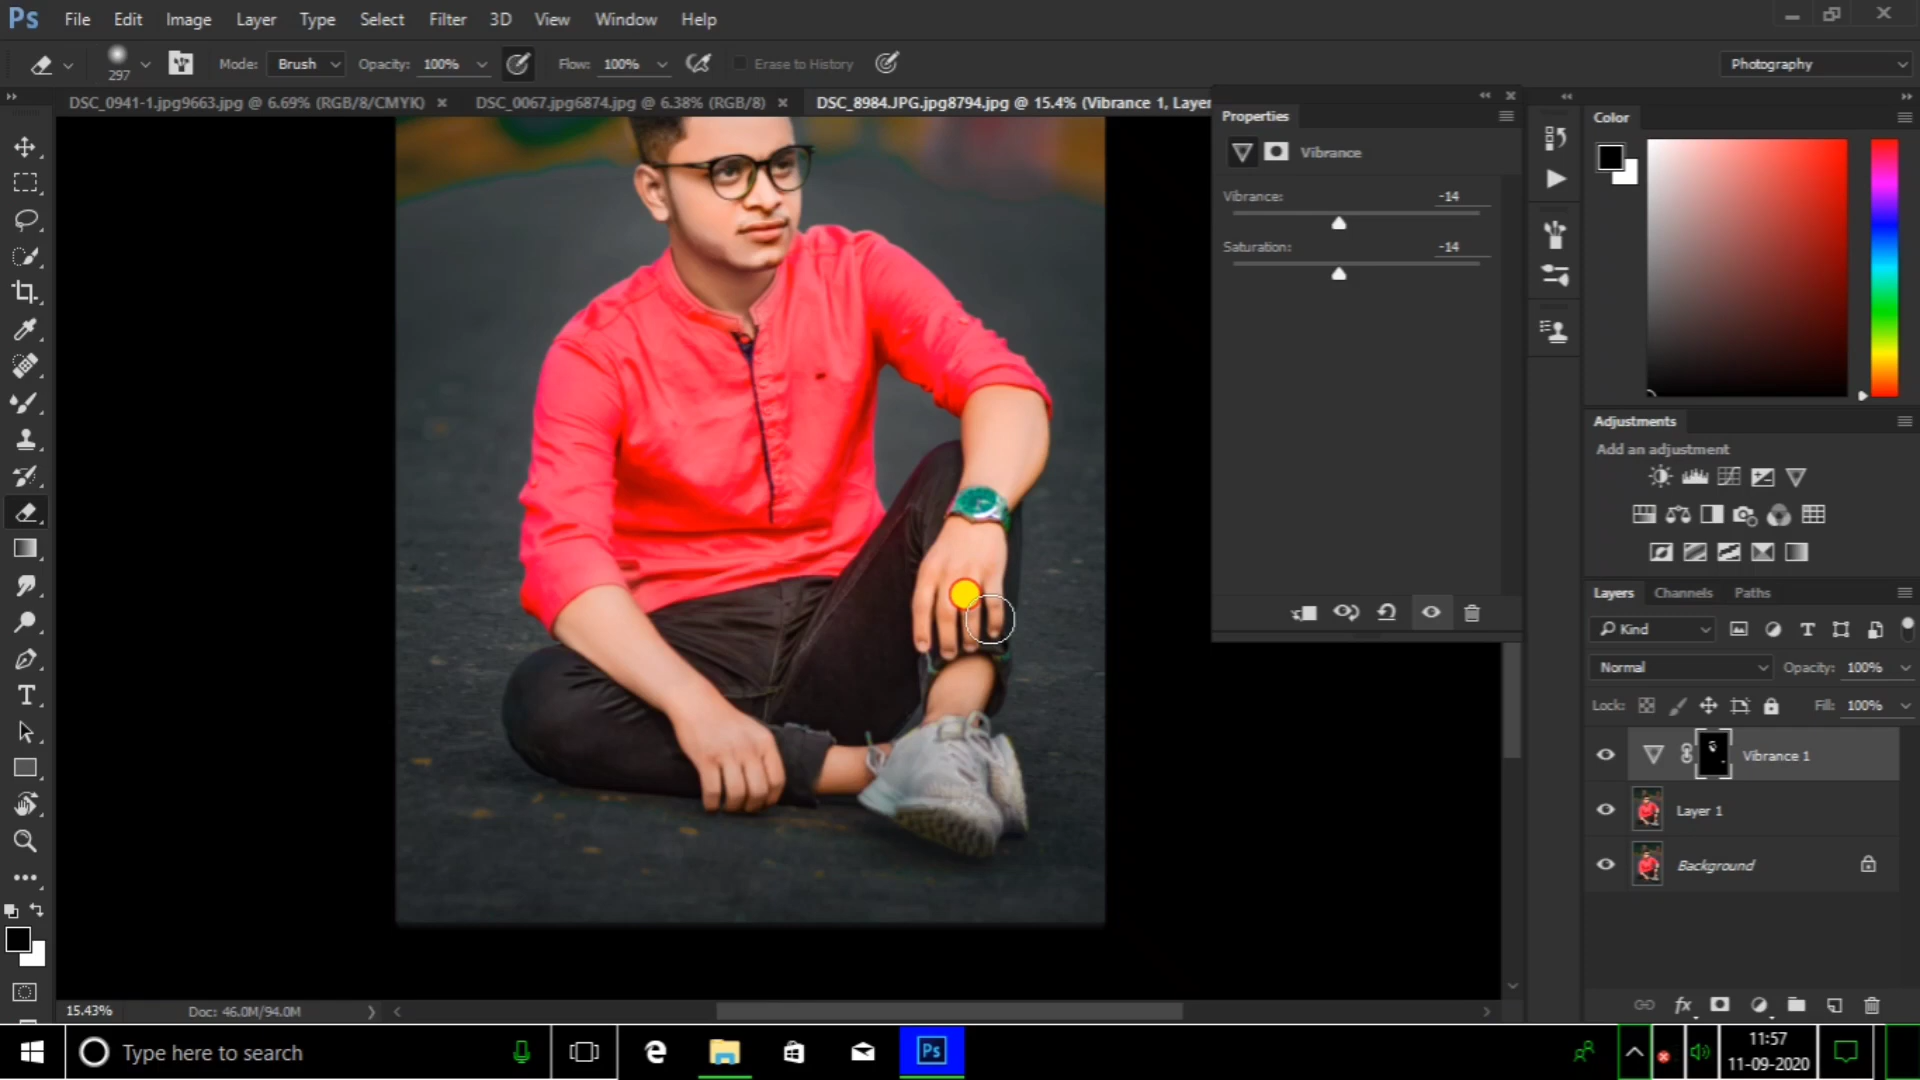 Ps File Edit Image Layer Type Select Filter 3D View Window Help
297 Mode: Brush Opacity: 100% Flow: 100% Erase to History Photography
DSC_0941-1.jpg9663.jpg @ 6.69% (RGB/8/CMYK) × DSC_0067.jpg6874.jpg @ 6.38% (RGB/8) × DSC_8984.JPG.jpg8794.jpg @ 15.4% (Vibrance 1, Layer
Properties
Vibrance
Vibrance: -14
Saturation: -14
Color
Adjustments
Add an adjustment
Layers Channels Paths
Kind
Normal Opacity: 100%
Lock: Fill: 100%
Vibrance 1
Layer 1
Background
15.43% Doc: 46.0M/94.0M
Type here to search
Ps
11:57
11-09-2020